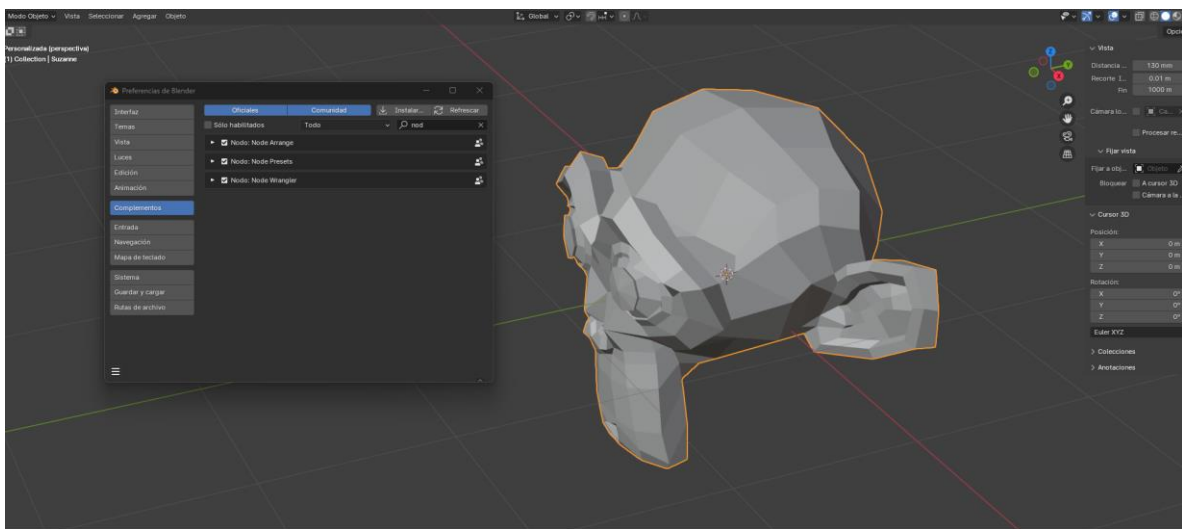 Modo Objeto Vista Seleccionar Agregar Objeto
Global
Opci
Personalizada (perspectiva)
(1) Collection | Suzanne
Preferencias de Blender
Interfaz
Temas
Vista
Luces
Edición
Animación
Complementos
Entrada
Navegación
Mapa de teclado
Sistema
Guardar y cargar
Rutas de archivo
Oficiales Comunidad Instalar... Refrescar
Sólo habilitados Todo nod
Nodo: Node Arrange
Nodo: Node Presets
Nodo: Node Wrangler
Z
Y
X
Vista
Distancia ... 130 mm
Recorte I... 0.01 m
Fin 1000 m
Cámara lo... Ca...
Procesar re...
Fijar vista
Fijar a obj... Objeto
Bloquear A cursor 3D
Cámara a la ...
Cursor 3D
Posición:
X 0 m
Y 0 m
Z 0 m
Rotación:
X 0°
Y 0°
Z 0°
Euler XYZ
Colecciones
Anotaciones